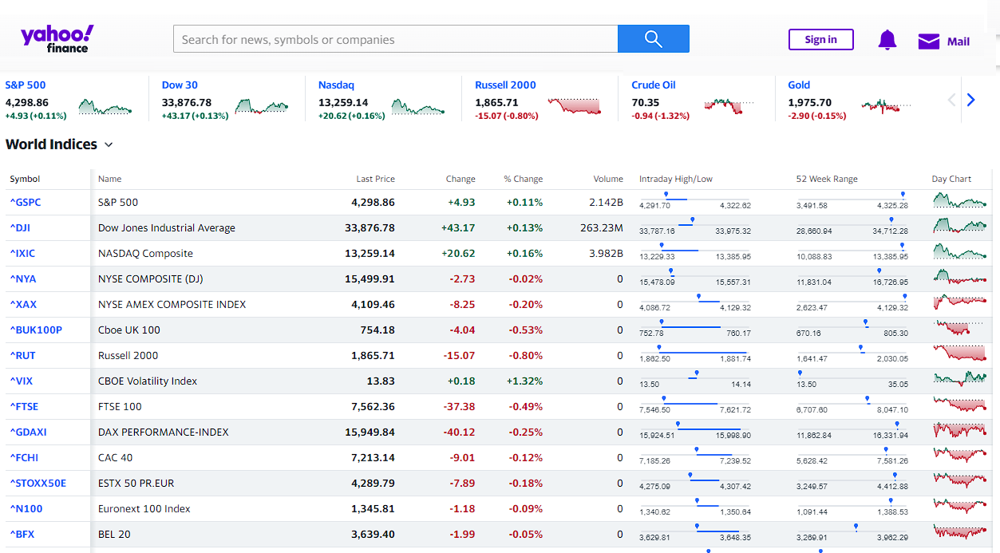 yahoo!
finance
Search for news, symbols or companies
Sign in
Mail
S&P 500
4,298.86
+4.93 (+0.11%)
Dow 30
33,876.78
+43.17 (+0.13%)
Nasdaq
13,259.14
+20.62 (+0.16%)
Russell 2000
1,865.71
-15.07 (-0.80%)
Crude Oil
70.35
-0.94 (-1.32%)
Gold
1,975.70
-2.90 (-0.15%)
World Indices
Symbol Name Last Price Change % Change Volume Intraday High/Low 52 Week Range Day Chart
^GSPC S&P 500 4,298.86 +4.93 +0.11% 2.142B 4,291.70 4,322.62 3,491.58 4,325.28
^DJI Dow Jones Industrial Average 33,876.78 +43.17 +0.13% 263.23M 33,787.16 33,975.32 28,660.94 34,712.28
^IXIC NASDAQ Composite 13,259.14 +20.62 +0.16% 3.982B 13,229.33 13,385.95 10,088.83 13,385.95
^NYA NYSE COMPOSITE (DJ) 15,499.91 -2.73 -0.02% 0 15,478.09 15,557.31 11,831.04 16,726.95
^XAX NYSE AMEX COMPOSITE INDEX 4,109.46 -8.25 -0.20% 0 4,086.72 4,129.32 2,623.47 4,129.32
^BUK100P Cboe UK 100 754.18 -4.04 -0.53% 0 752.78 760.17 670.16 805.30
^RUT Russell 2000 1,865.71 -15.07 -0.80% 0 1,862.50 1,881.74 1,641.47 2,030.05
^VIX CBOE Volatility Index 13.83 +0.18 +1.32% 0 13.50 14.14 13.50 35.05
^FTSE FTSE 100 7,562.36 -37.38 -0.49% 0 7,546.50 7,621.72 6,707.60 8,047.10
^GDAXI DAX PERFORMANCE-INDEX 15,949.84 -40.12 -0.25% 0 15,924.51 15,998.90 11,862.84 16,331.94
^FCHI CAC 40 7,213.14 -9.01 -0.12% 0 7,185.26 7,239.52 5,628.42 7,581.26
^STOXX50E ESTX 50 PR.EUR 4,289.79 -7.89 -0.18% 0 4,275.09 4,307.42 3,249.57 4,412.88
^N100 Euronext 100 Index 1,345.81 -1.18 -0.09% 0 1,340.62 1,350.64 1,091.44 1,388.53
^BFX BEL 20 3,639.40 -1.99 -0.05% 0 3,629.81 3,648.35 3,269.91 3,962.29